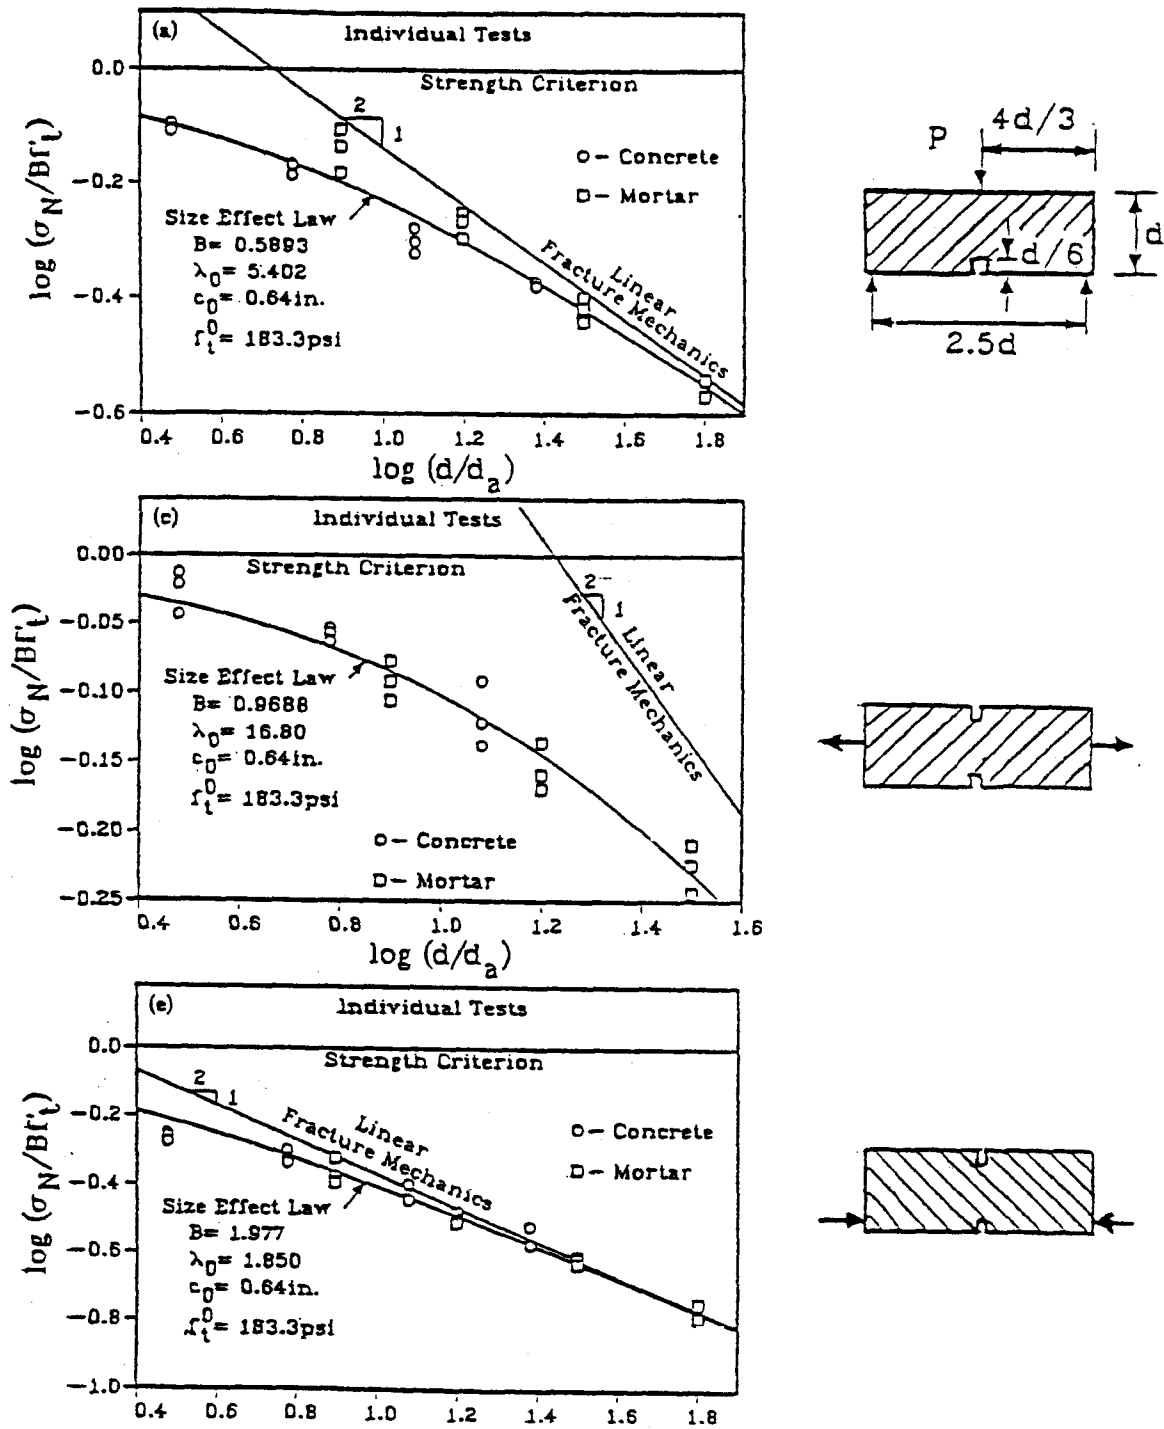 (a)
Individual Tests
0.0
Strength Criterion
2
1
-0.2
-0.4
-0.6
log (σN/Bf't)
○- Concrete
□- Mortar
Size Effect Law
B= 0.5893
λ0= 5.402
c0= 0.64in.
f't0= 183.3psi
Linear
Fracture Mechanics
0.4 0.6 0.8 1.0 1.2 1.4 1.6 1.8
log (d/da)
P
4d/3
d/6
d
2.5d
(c)
Individual Tests
0.00
Strength Criterion
2
1
-0.05
-0.10
-0.15
-0.20
-0.25
log (σN/Bf't)
Linear
Fracture Mechanics
Size Effect Law
B= 0.9688
λ0= 16.80
c0= 0.64in.
f't0= 183.3psi
○- Concrete
□- Mortar
0.4 0.6 0.8 1.0 1.2 1.4 1.6
log (d/da)
(e)
Individual Tests
0.0
Strength Criterion
2
1
-0.2
-0.4
-0.6
-0.8
-1.0
log (σN/Bf't)
Linear
Fracture Mechanics
○- Concrete
□- Mortar
Size Effect Law
B= 1.977
λ0= 1.850
c0= 0.64in.
f't0= 183.3psi
0.4 0.6 0.8 1.0 1.2 1.4 1.6 1.8